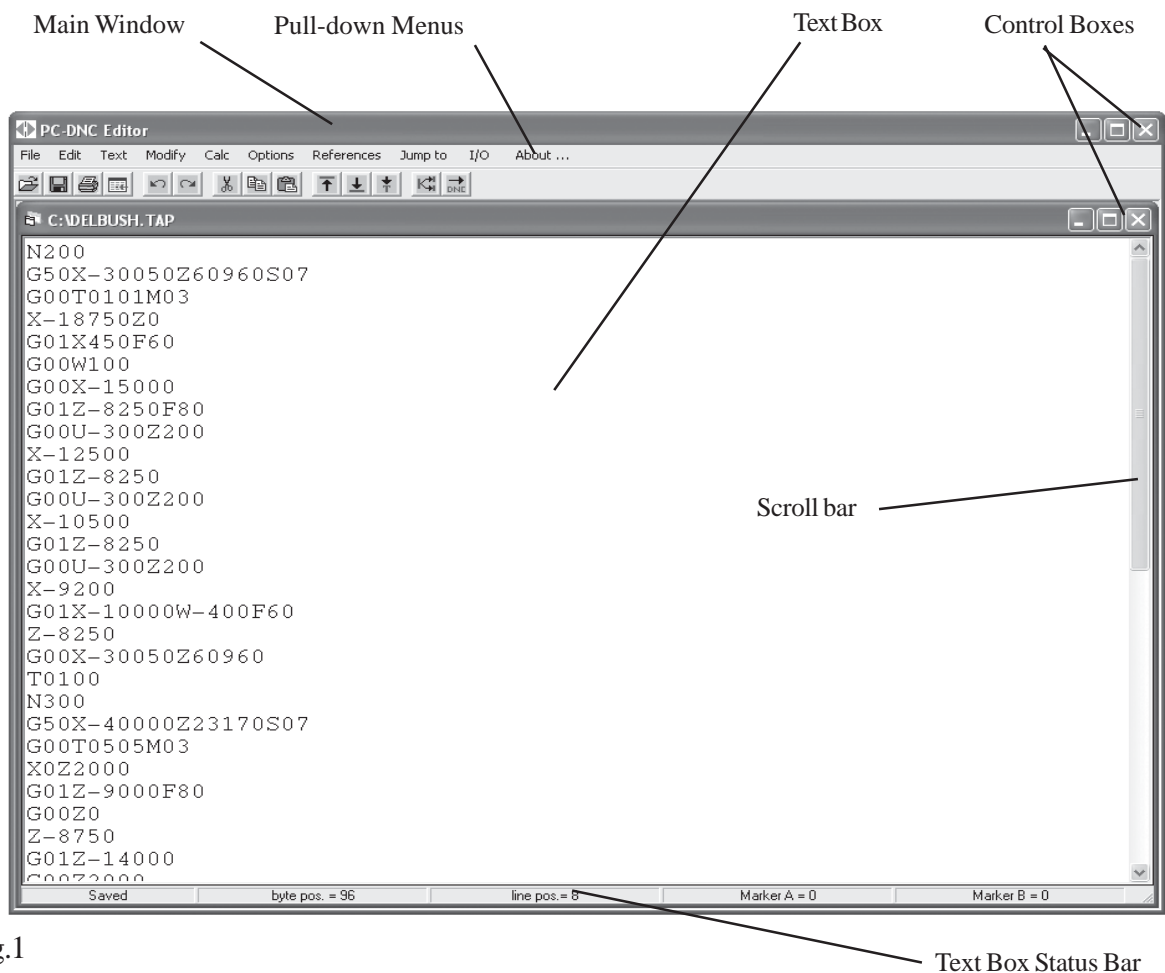 Main Window Pull-down Menus Text Box Control Boxes
PC-DNC Editor
File Edit Text Modify Calc Options References Jump to I/O About ...
DNC
C:\DELBUSH.TAP
N200
G50X-30050Z60960S07
G00T0101M03
X-18750Z0
G01X450F60
G00W100
G00X-15000
G01Z-8250F80
G00U-300Z200
X-12500
G01Z-8250
G00U-300Z200
Scroll bar
X-10500
G01Z-8250
G00U-300Z200
X-9200
G01X-10000W-400F60
Z-8250
G00X-30050Z60960
T0100
N300
G50X-40000Z23170S07
G00T0505M03
X0Z2000
G01Z-9000F80
G00Z0
Z-8750
G01Z-14000
G00Z2000
Saved byte pos. = 96 line pos.= 8 Marker A = 0 Marker B = 0
g.1
Text Box Status Bar